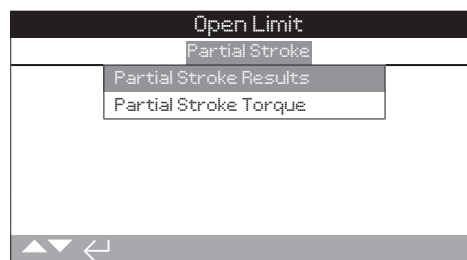 Open Limit
Partial Stroke
Partial Stroke Results
Partial Stroke Torque